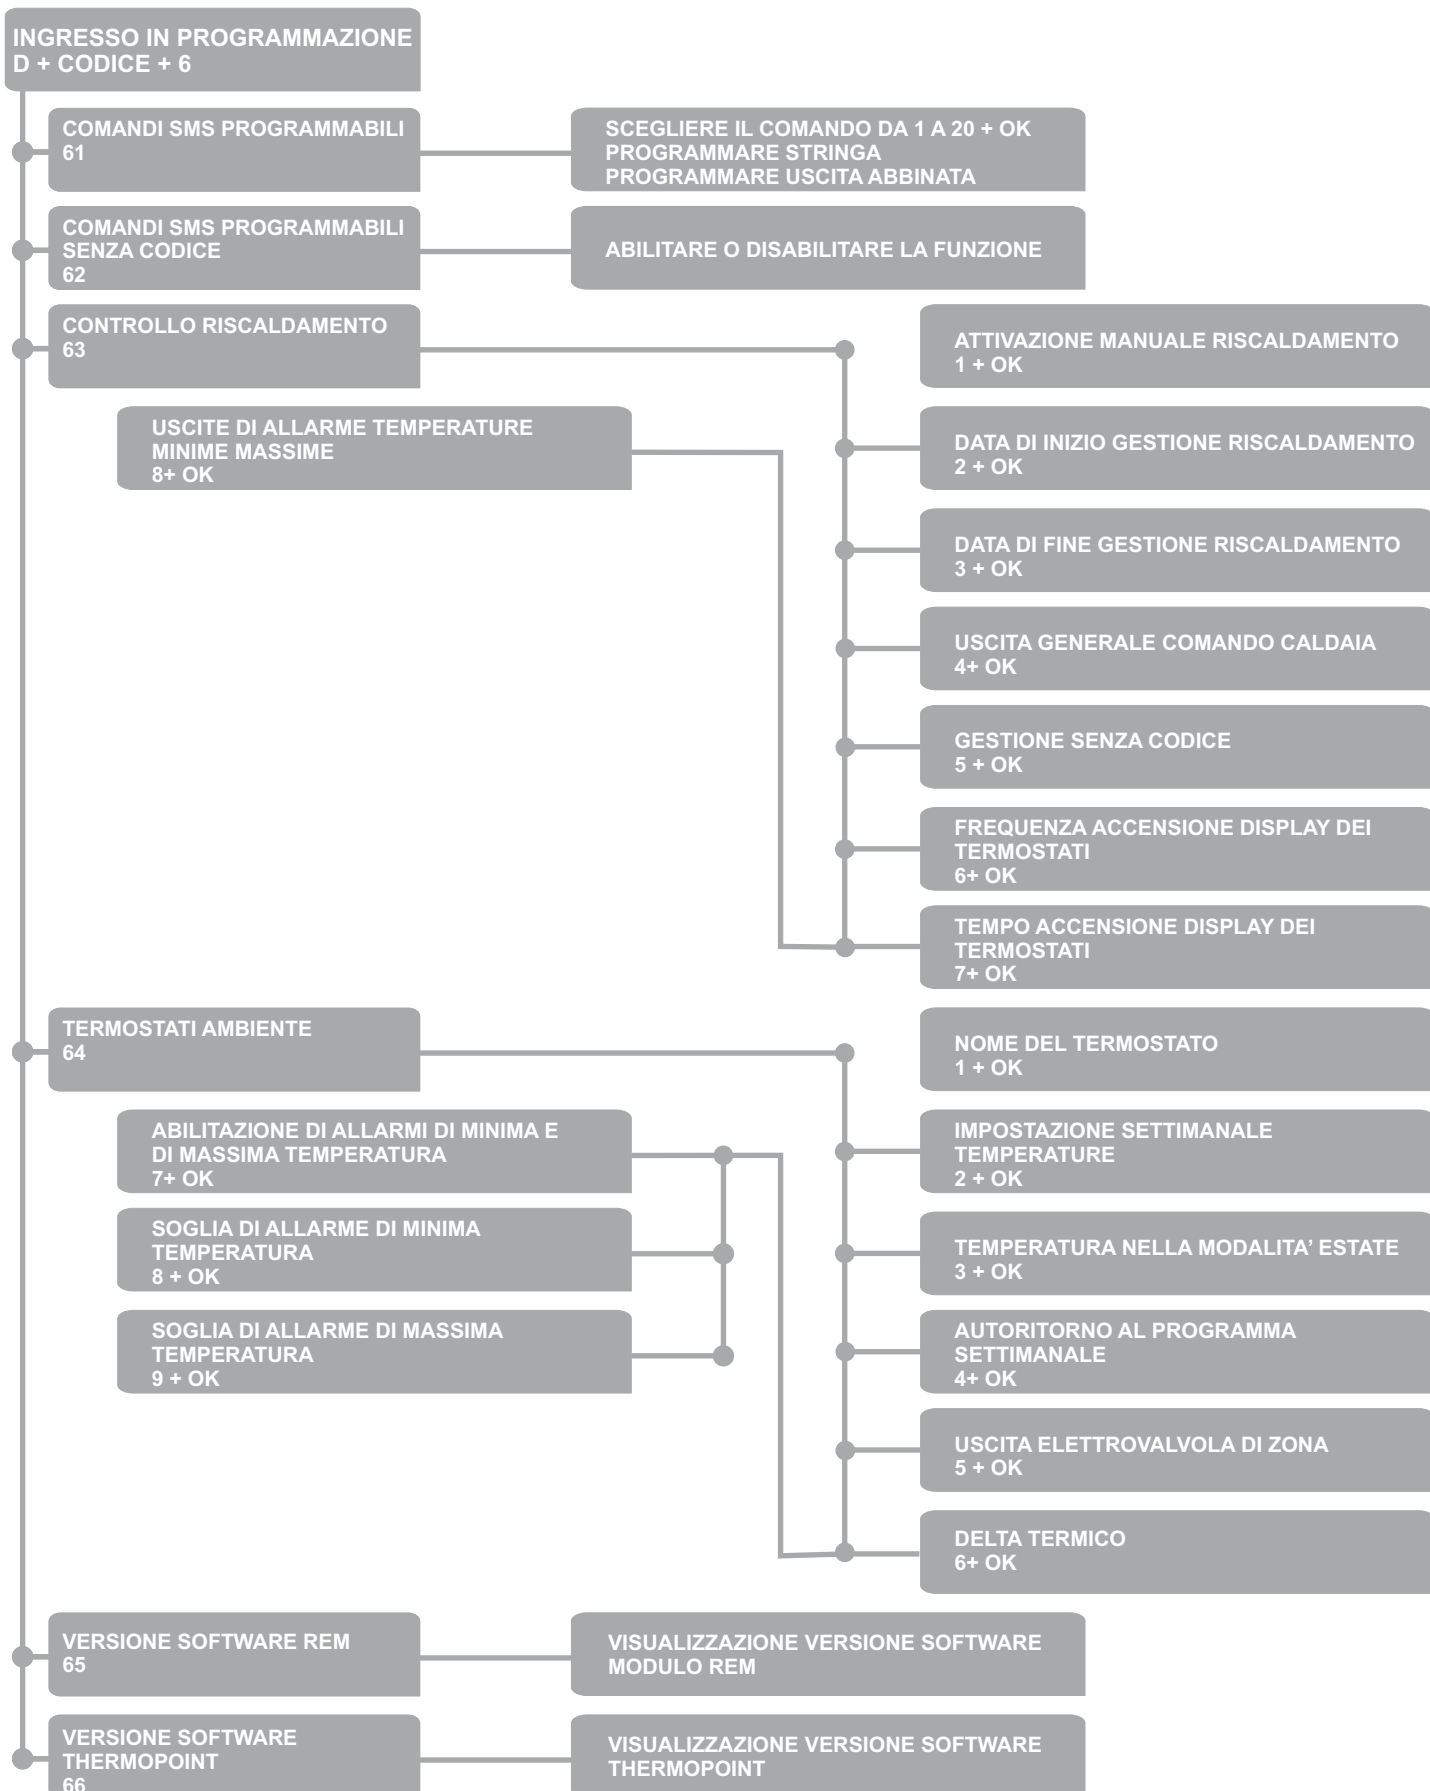 INGRESSO IN PROGRAMMAZIONE
D + CODICE + 6
COMANDI SMS PROGRAMMABILI
61
SCEGLIERE IL COMANDO DA 1 A 20 + OK
PROGRAMMARE STRINGA
PROGRAMMARE USCITA ABBINATA
COMANDI SMS PROGRAMMABILI
SENZA CODICE
62
ABILITARE O DISABILITARE LA FUNZIONE
CONTROLLO RISCALDAMENTO
63
ATTIVAZIONE MANUALE RISCALDAMENTO
1 + OK
DATA DI INIZIO GESTIONE RISCALDAMENTO
2 + OK
DATA DI FINE GESTIONE RISCALDAMENTO
3 + OK
USCITA GENERALE COMANDO CALDAIA
4+ OK
GESTIONE SENZA CODICE
5 + OK
FREQUENZA ACCENSIONE DISPLAY DEI
TERMOSTATI
6+ OK
TEMPO ACCENSIONE DISPLAY DEI
TERMOSTATI
7+ OK
USCITE DI ALLARME TEMPERATURE
MINIME MASSIME
8+ OK
TERMOSTATI AMBIENTE
64
NOME DEL TERMOSTATO
1 + OK
IMPOSTAZIONE SETTIMANALE
TEMPERATURE
2 + OK
TEMPERATURA NELLA MODALITA’ ESTATE
3 + OK
AUTORITORNO AL PROGRAMMA
SETTIMANALE
4+ OK
USCITA ELETTROVALVOLA DI ZONA
5 + OK
DELTA TERMICO
6+ OK
ABILITAZIONE DI ALLARMI DI MINIMA E
DI MASSIMA TEMPERATURA
7+ OK
SOGLIA DI ALLARME DI MINIMA
TEMPERATURA
8 + OK
SOGLIA DI ALLARME DI MASSIMA
TEMPERATURA
9 + OK
VERSIONE SOFTWARE REM
65
VISUALIZZAZIONE VERSIONE SOFTWARE
MODULO REM
VERSIONE SOFTWARE
THERMOPOINT
66
VISUALIZZAZIONE VERSIONE SOFTWARE
THERMOPOINT